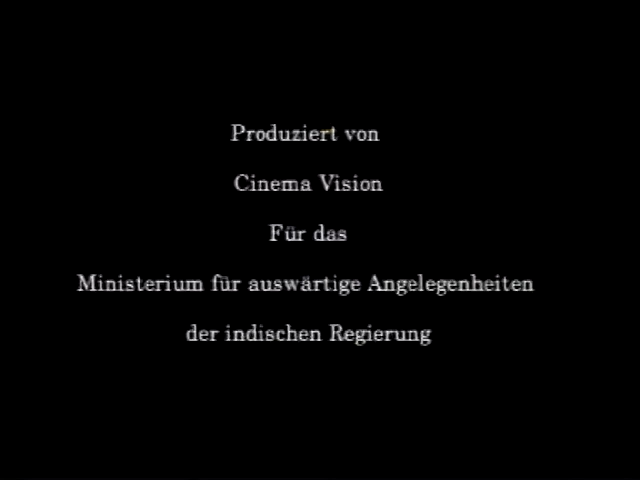 Produziert von
Cinema Vision
Für das
Ministerium für auswärtige Angelegenheiten
der indischen Regierung